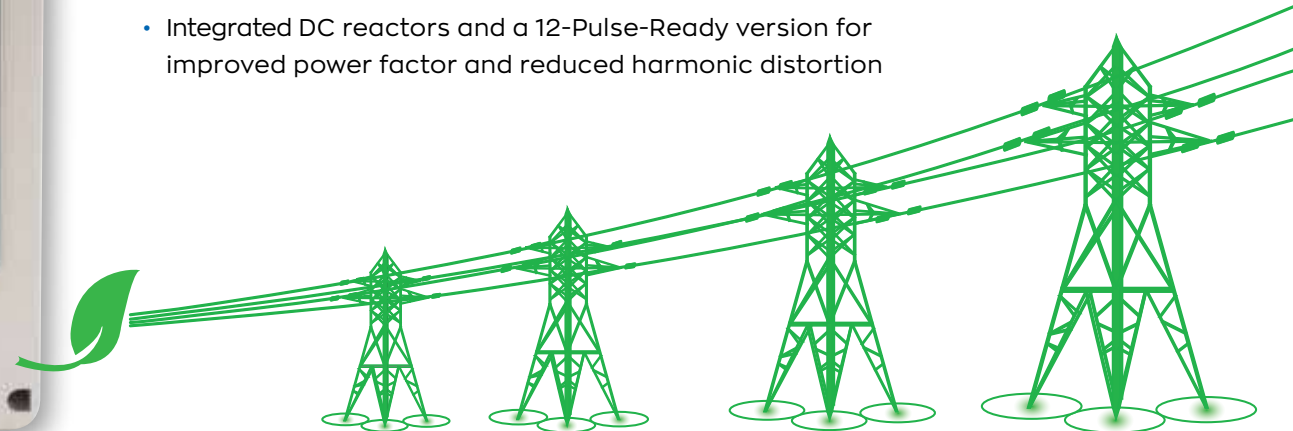 • Integrated DC reactors and a 12-Pulse-Ready version for
improved power factor and reduced harmonic distortion